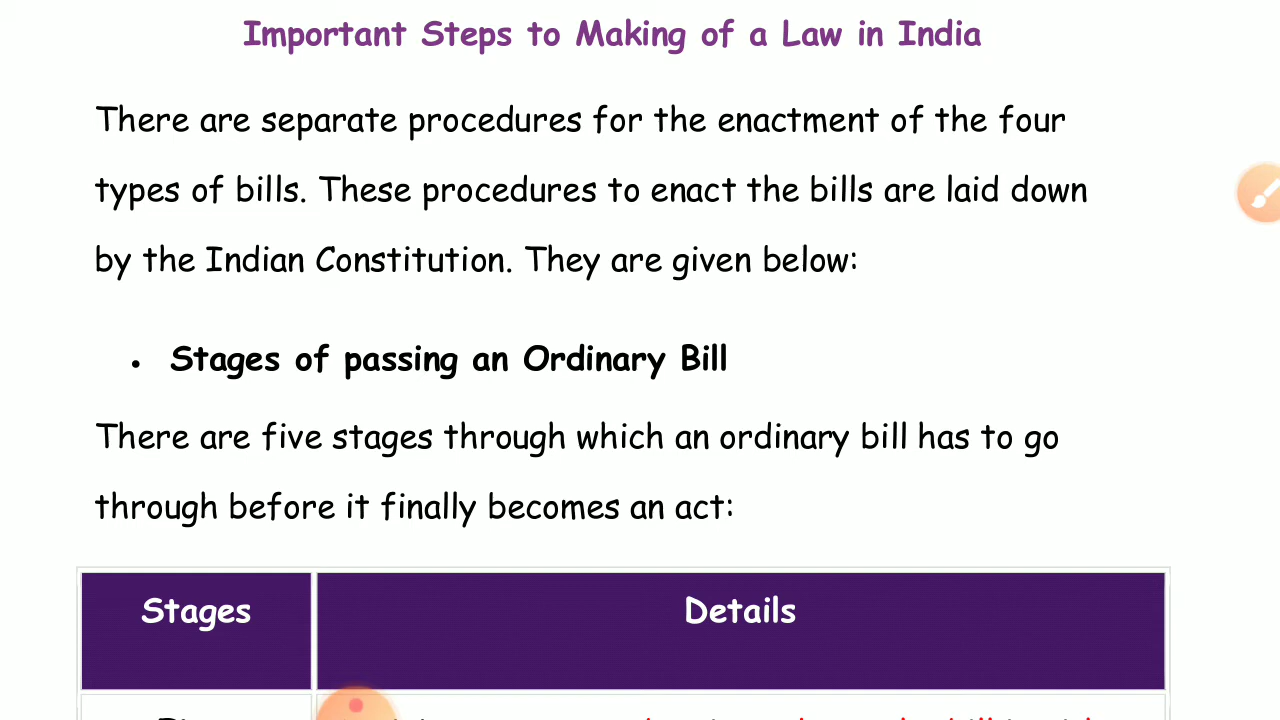 Important Steps to Making of a Law in India
There are separate procedures for the enactment of the four
types of bills. These procedures to enact the bills are laid down
by the Indian Constitution. They are given below:
• Stages of passing an Ordinary Bill
There are five stages through which an ordinary bill has to go
through before it finally becomes an act:
Stages Details